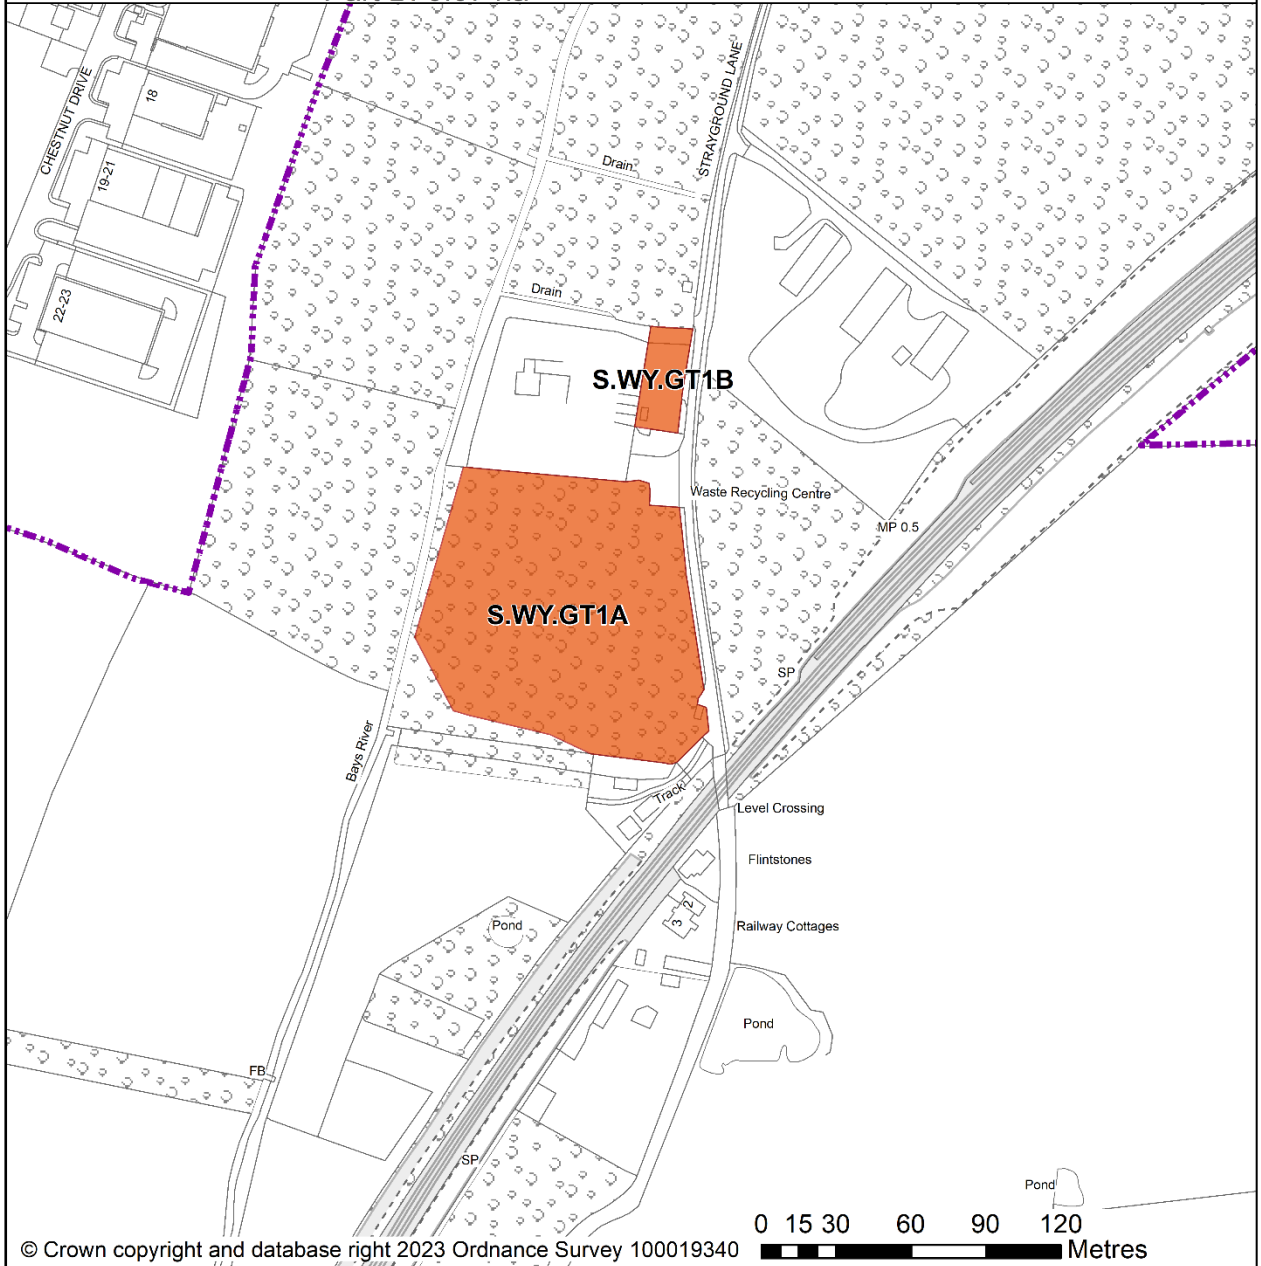 CHESTNUT DRIVE
18
19-21
22-23
STRAYGROUND LANE
Drain
Drain
S.WY.GT1B
Waste Recycling Centre
MP 0.5
S.WY.GT1A
SP
Bays River
Track
Level Crossing
Flintstones
2
3
Railway Cottages
Pond
Pond
FB
SP
Pond
0 15 30 60 90 120
Metres
© Crown copyright and database right 2023 Ordnance Survey 100019340